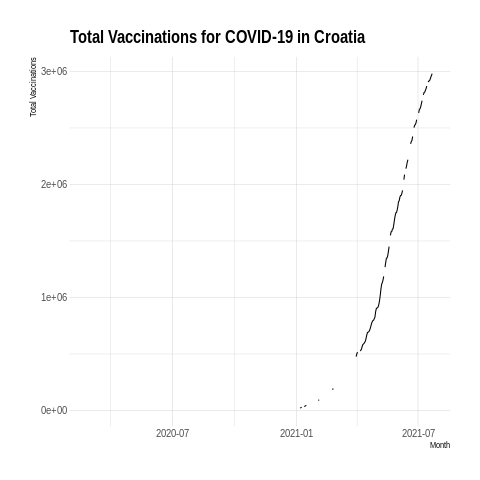 Total Vaccinations for COVID-19 in Croatia
Total Vaccinations
3e+06
2e+06
1e+06
0e+00
2020-07
2021-01
2021-07
Month